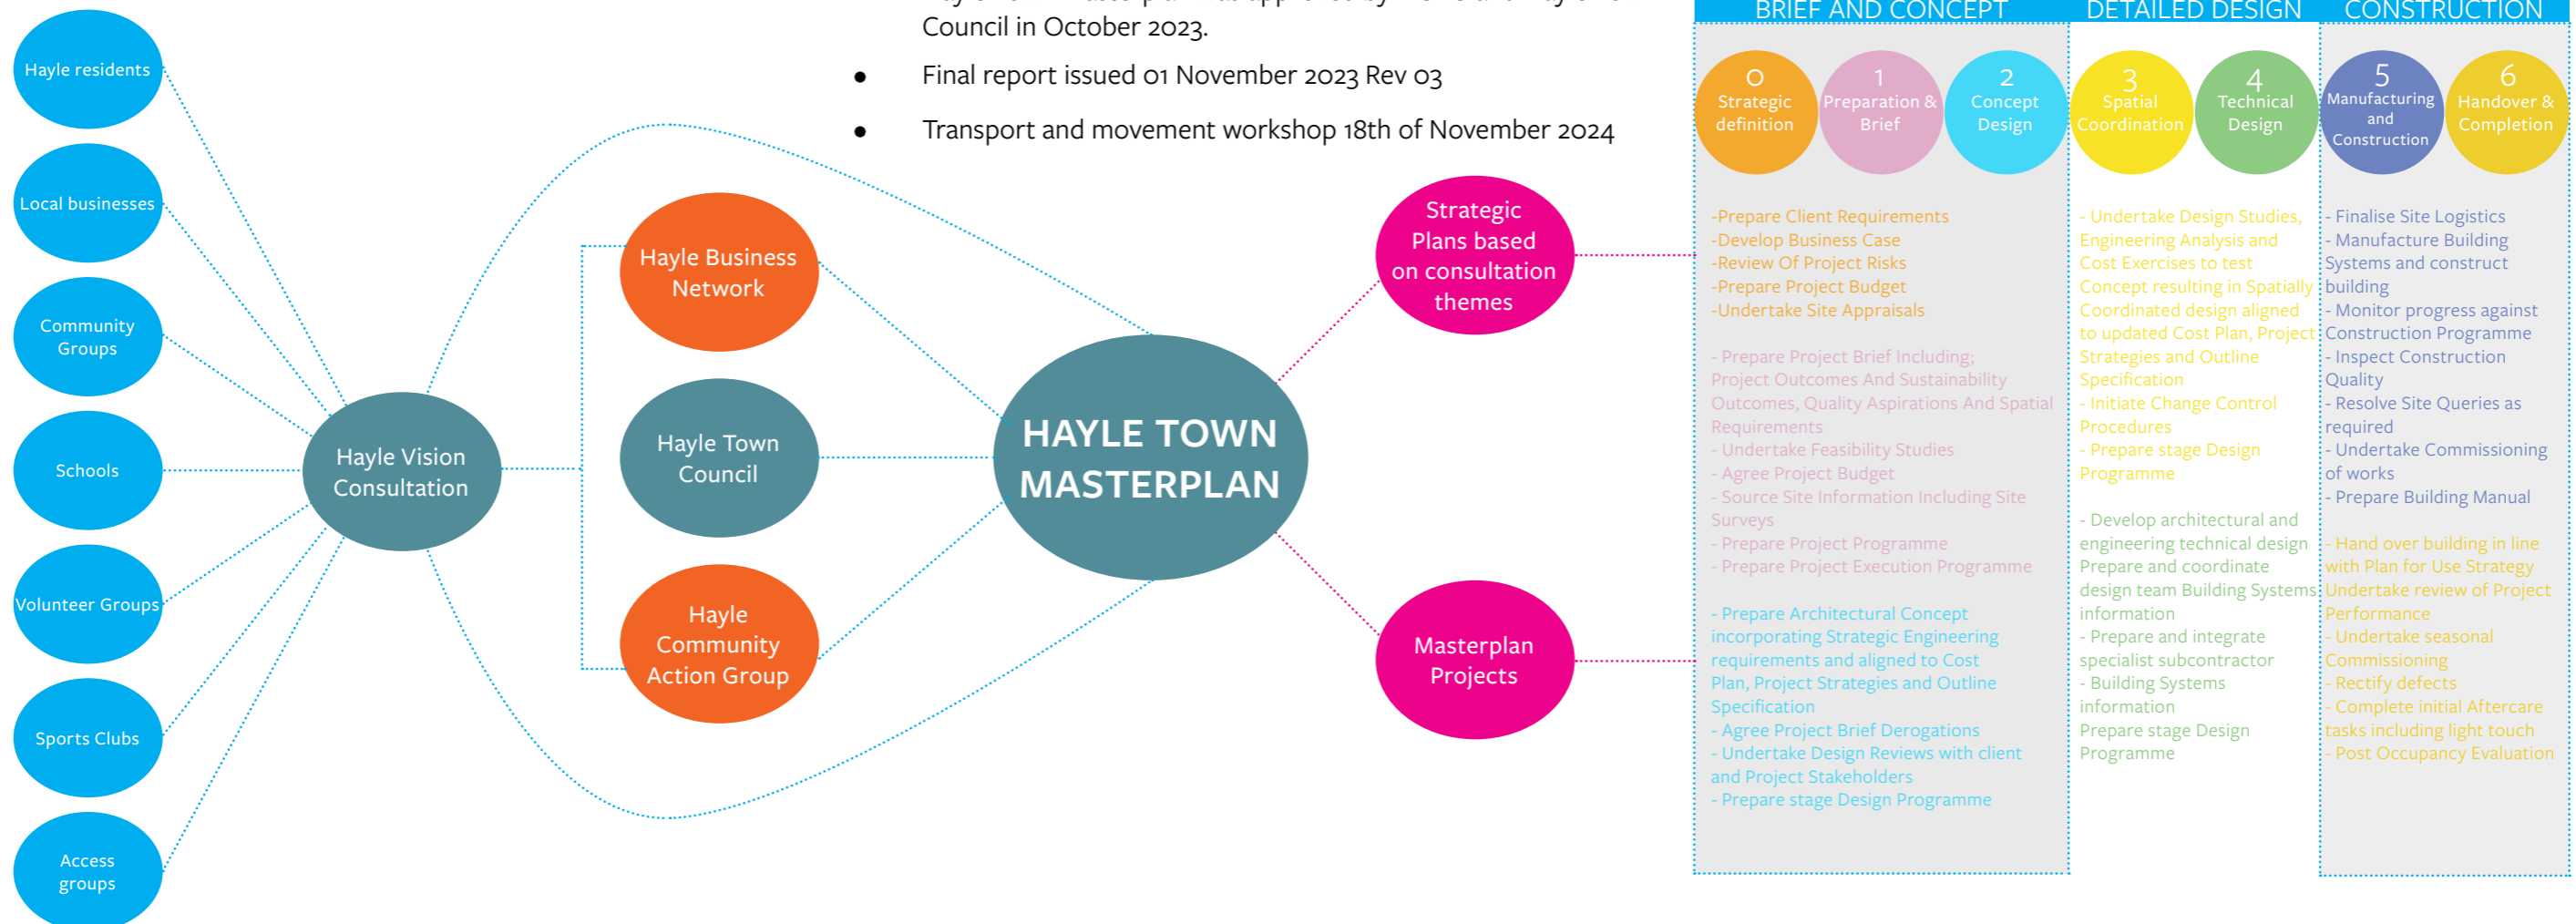 Council in October 2023.
● Final report issued 01 November 2023 Rev 03
● Transport and movement workshop 18th of November 2024
Hayle residents
Local businesses
Community
Groups
Schools
Volunteer Groups
Sports Clubs
Access
groups
Hayle Vision
Consultation
Hayle Business
Network
Hayle Town
Council
Hayle
Community
Action Group
HAYLE TOWN
MASTERPLAN
Strategic
Plans based
on consultation
themes
Masterplan
Projects
BRIEF AND CONCEPT
DETAILED DESIGN
CONSTRUCTION
0
Strategic
definition
1
Preparation &
Brief
2
Concept
Design
3
Spatial
Coordination
4
Technical
Design
5
Manufacturing
and
Construction
6
Handover &
Completion
-Prepare Client Requirements
-Develop Business Case
-Review Of Project Risks
-Prepare Project Budget
-Undertake Site Appraisals
- Prepare Project Brief Including;
Project Outcomes And Sustainability
Outcomes, Quality Aspirations And Spatial
Requirements
- Undertake Feasibility Studies
- Agree Project Budget
- Source Site Information Including Site
Surveys
- Prepare Project Programme
- Prepare Project Execution Programme
- Prepare Architectural Concept
incorporating Strategic Engineering
requirements and aligned to Cost
Plan, Project Strategies and Outline
Specification
- Agree Project Brief Derogations
- Undertake Design Reviews with client
and Project Stakeholders
- Prepare stage Design Programme
- Undertake Design Studies,
Engineering Analysis and
Cost Exercises to test
Concept resulting in Spatially
Coordinated design aligned
to updated Cost Plan, Project
Strategies and Outline
Specification
- Initiate Change Control
Procedures
- Prepare stage Design
Programme
- Develop architectural and
engineering technical design
Prepare and coordinate
design team Building Systems
information
- Prepare and integrate
specialist subcontractor
- Building Systems
information
Prepare stage Design
Programme
- Finalise Site Logistics
- Manufacture Building
Systems and construct
building
- Monitor progress against
Construction Programme
- Inspect Construction
Quality
- Resolve Site Queries as
required
- Undertake Commissioning
of works
- Prepare Building Manual
- Hand over building in line
with Plan for Use Strategy
Undertake review of Project
Performance
- Undertake seasonal
Commissioning
- Rectify defects
- Complete initial Aftercare
tasks including light touch
- Post Occupancy Evaluation